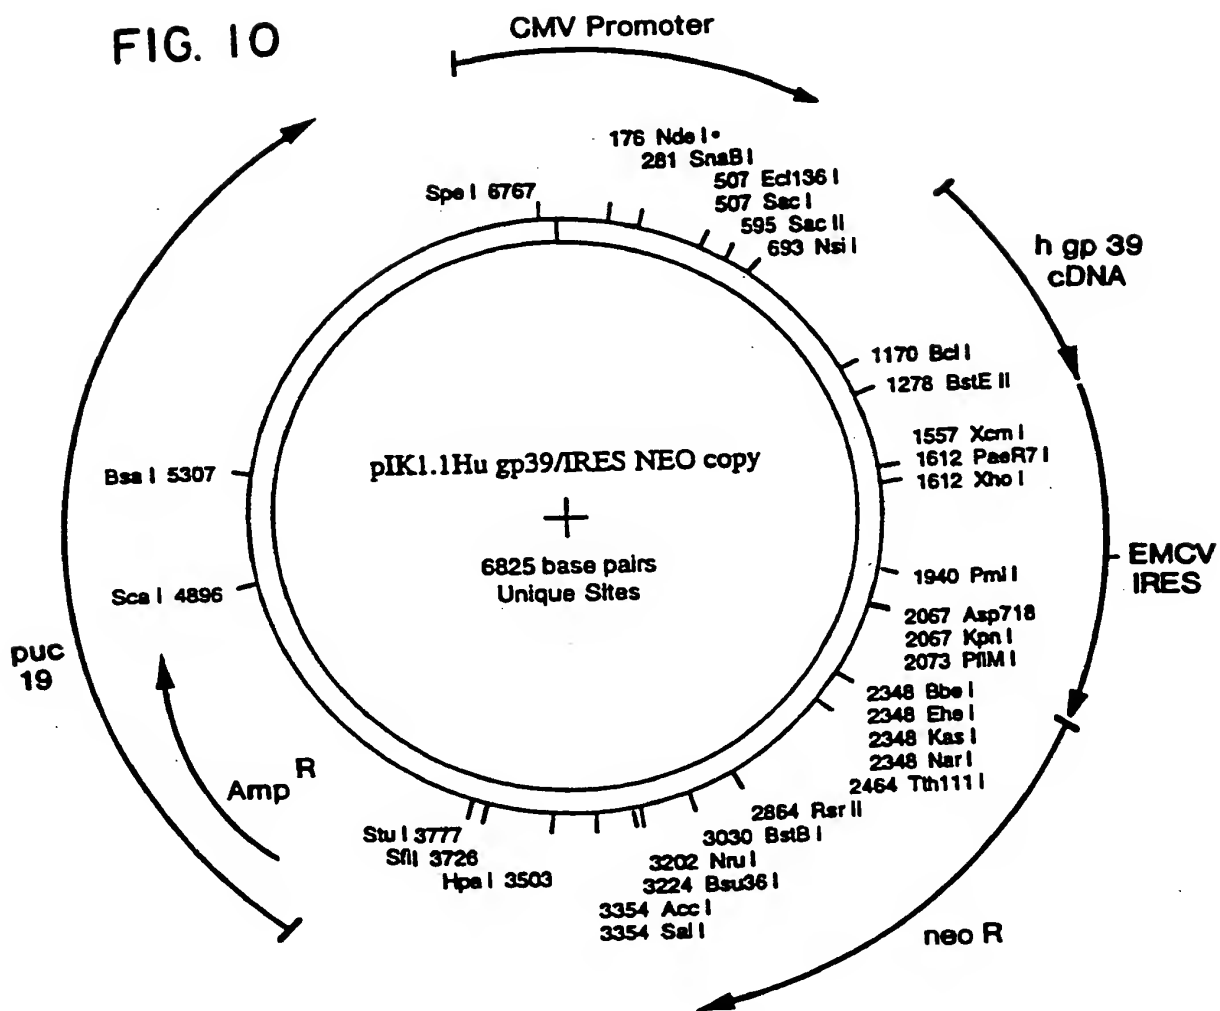 FIG. 10
CMV Promoter
176 Nde I•
281 SnaB I
507 Ecl136 I
507 Sac I
595 Sac II
693 Nsi I
Spe I 6767
h gp 39
cDNA
1170 Bcl I
1278 BstE II
1557 Xcm I
1612 PaeR7 I
1612 Xho I
pIK1.1Hu gp39/IRES NEO copy
6825 base pairs
Unique Sites
Bsa I 5307
Sca I 4896
EMCV
IRES
1940 Pml I
2067 Asp718
2067 Kpn I
2073 PflM I
2348 Bbe I
2348 Ehe I
2348 Kas I
2348 Nar I
2464 Tth111 I
2864 Rsr II
3030 BstB I
3202 Nru I
3224 Bsu36 I
3354 Acc I
3354 Sal I
puc
19
Amp R
Stu I 3777
Sfi I 3726
Hpa I 3503
neo R